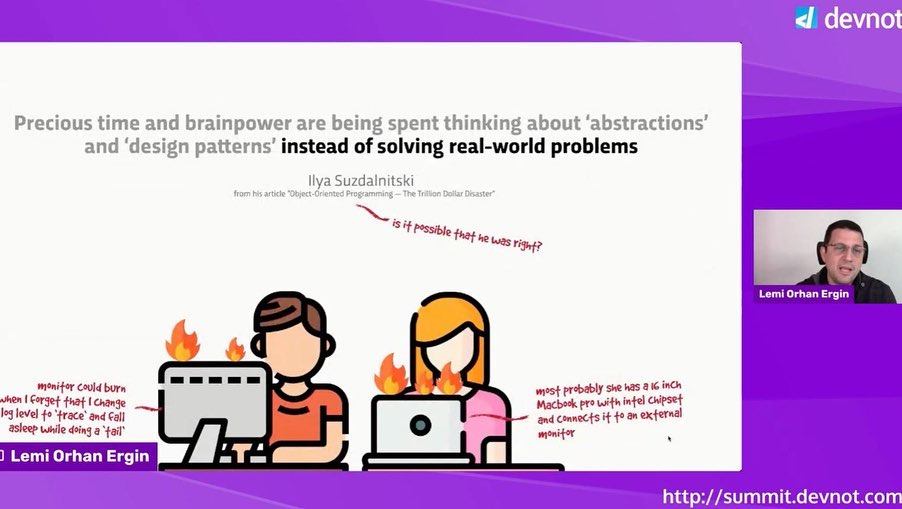 devnot
Precious time and brainpower are being spent thinking about ‘abstractions’
and ‘design patterns’ instead of solving real-world problems
Ilya Suzdalnitski
from his article "Object-Oriented Programming — The Trillion Dollar Disaster"
is it possible that he was right?
monitor could burn
when I forget that I change
log level to 'trace' and fall
asleep while doing a 'tail'
most probably she has a 16 inch
Macbook pro with intel chipset
and connects it to an external
monitor
Lemi Orhan Ergin
Lemi Orhan Ergin
http://summit.devnot.com